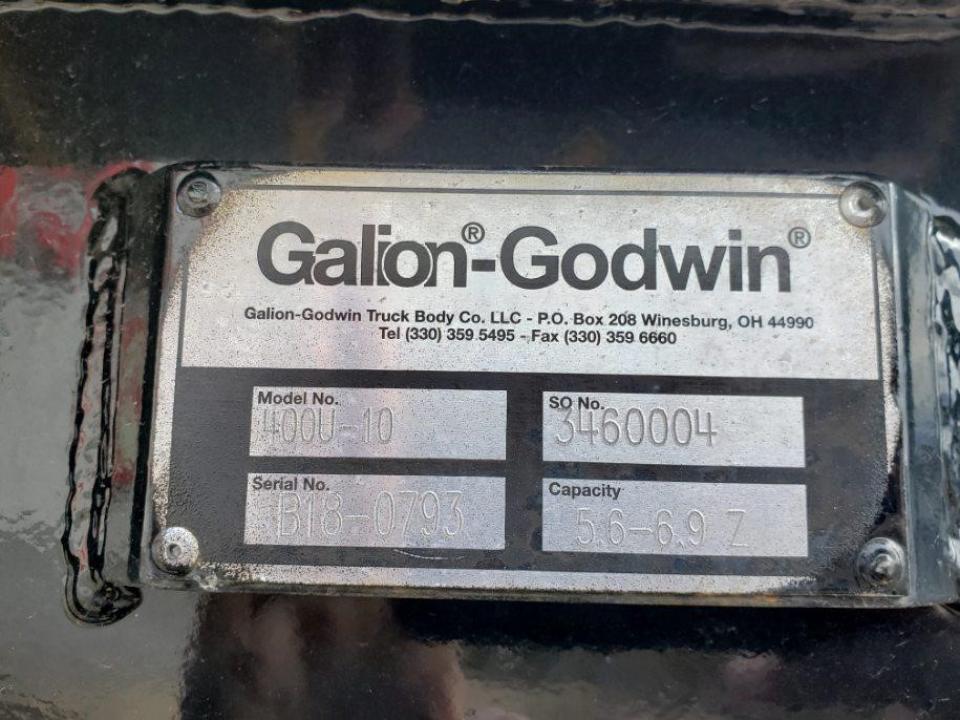 Galion®-Godwin®
Galion-Godwin Truck Body Co. LLC - P.O. Box 208 Winesburg, OH 44990
Tel (330) 359 5495 - Fax (330) 359 6660
Model No. SO No.
400U-10 3460004
Serial No. Capacity
B18-0793 5.6-6.9 Z